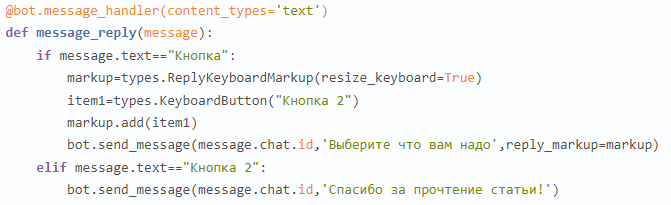 @bot.message_handler(content_types='text')
def message_reply(message):
    if message.text=="Кнопка":
        markup=types.ReplyKeyboardMarkup(resize_keyboard=True)
        item1=types.KeyboardButton("Кнопка 2")
        markup.add(item1)
        bot.send_message(message.chat.id,'Выберите что вам надо',reply_markup=markup)
    elif message.text=="Кнопка 2":
        bot.send_message(message.chat.id,'Спасибо за прочтение статьи!')